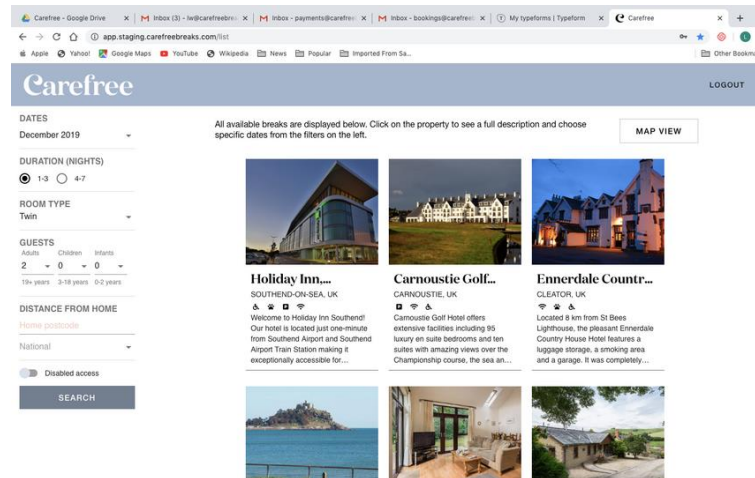 Carefree - Google Drive
Inbox (3) - lw@carefreebre
Inbox - payments@carefree
Inbox - bookings@carefree
My typeforms | Typeform
Carefree
app.staging.carefreebreaks.com/list
Apple
Yahoo!
Google Maps
YouTube
Wikipedia
News
Popular
Imported From Sa...
Other Bookma
Carefree
LOGOUT
DATES
December 2019
DURATION (NIGHTS)
1-3
4-7
ROOM TYPE
Twin
GUESTS
Adults Children Infants
2 0 0
19+ years 3-18 years 0-2 years
DISTANCE FROM HOME
Home postcode
National
Disabled access
SEARCH
All available breaks are displayed below. Click on the property to see a full description and choose
specific dates from the filters on the left.
MAP VIEW
Holiday Inn,...
SOUTHEND-ON-SEA, UK
Welcome to Holiday Inn Southend!
Our hotel is located just one-minute
from Southend Airport and Southend
Airport Train Station making it
exceptionally accessible for...
Carnoustie Golf...
CARNOUSTIE, UK
Carnoustie Golf Hotel offers
extensive facilities including 95
luxury en suite bedrooms and ten
suites with amazing views over the
Championship course, the sea an...
Ennerdale Countr...
CLEATOR, UK
Located 8 km from St Bees
Lighthouse, the pleasant Ennerdale
Country House Hotel features a
luggage storage, a smoking area
and a garage. It was completely...